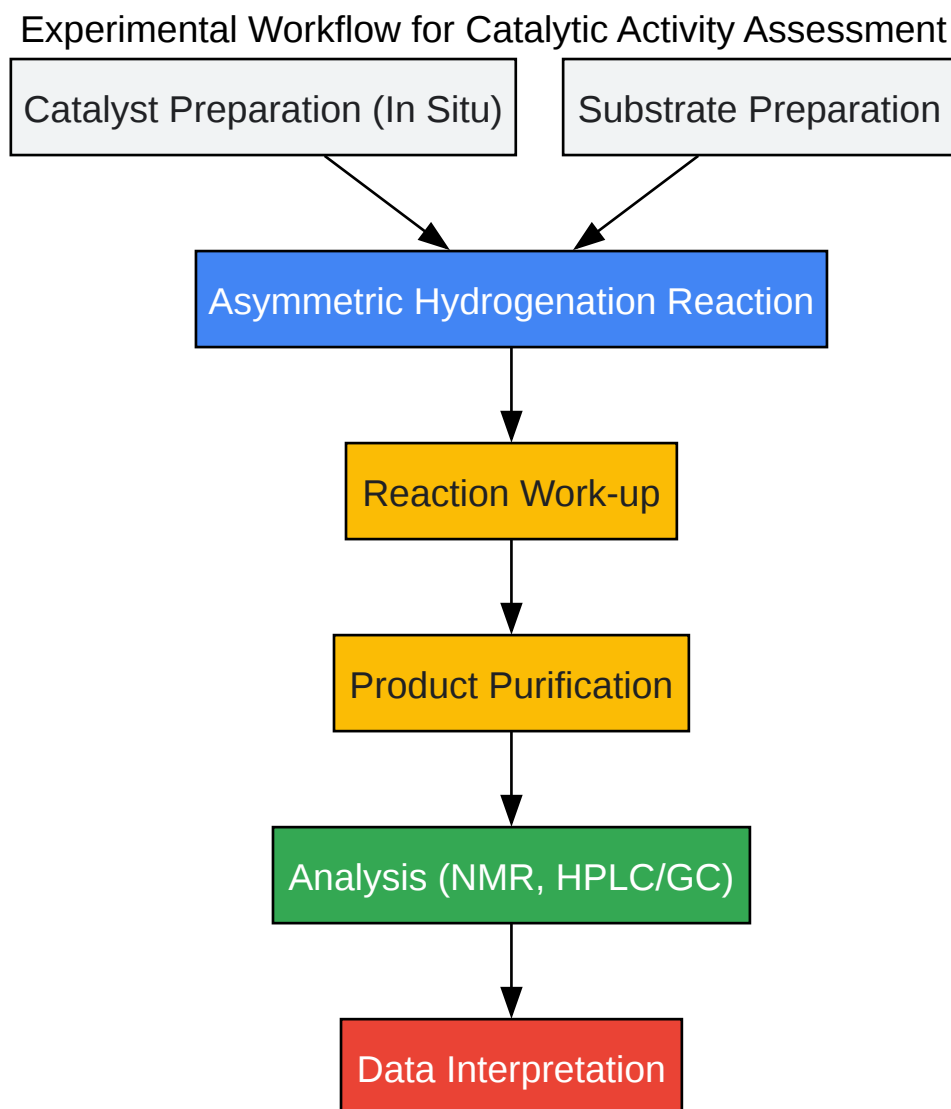 Experimental Workflow for Catalytic Activity Assessment
Catalyst Preparation (In Situ)
Substrate Preparation
Asymmetric Hydrogenation Reaction
Reaction Work-up
Product Purification
Analysis (NMR, HPLC/GC)
Data Interpretation